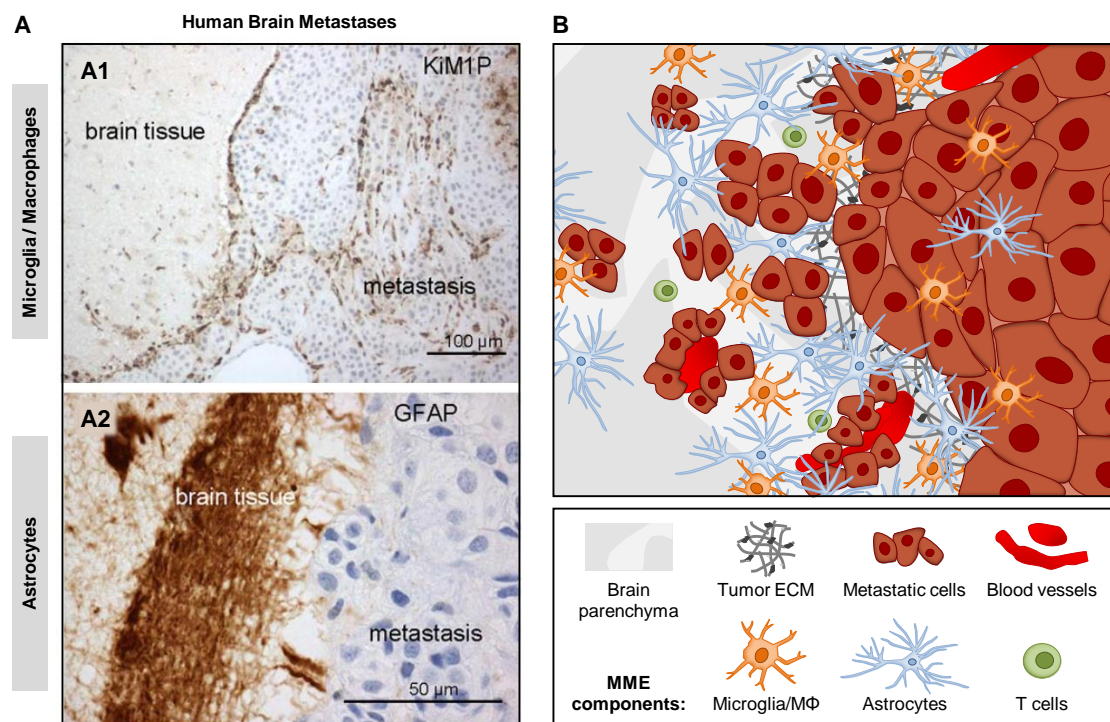 A
Human Brain Metastases
B
Microglia / Macrophages
A1
KiM1P
brain tissue
metastasis
100 µm
Astrocytes
A2
GFAP
brain tissue
metastasis
50 µm
Brain
parenchyma
Tumor ECM
Metastatic cells
Blood vessels
MME
components:
Microglia/MΦ
Astrocytes
T cells